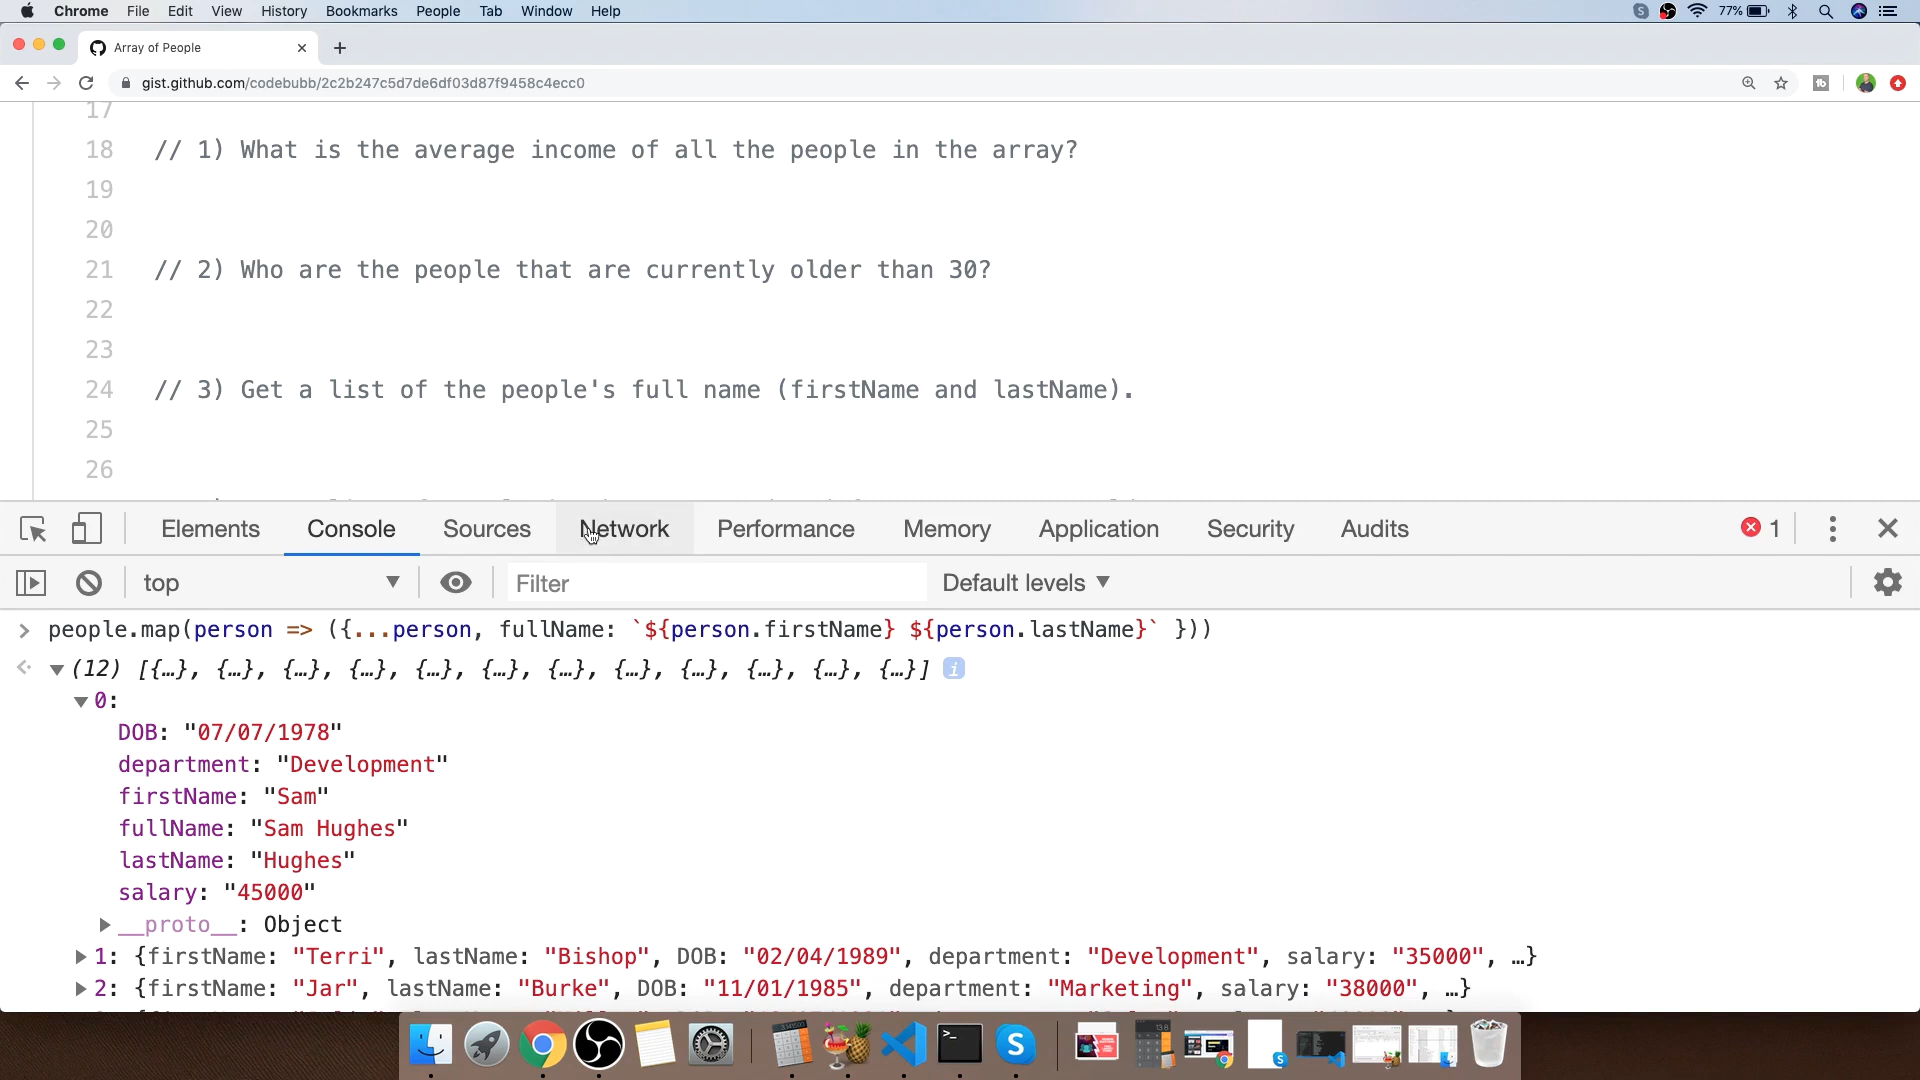 Chrome File Edit View History Bookmarks People Tab Window Help 77%
Array of People
gist.github.com/codebubb/2c2b247c5d7de6df03d87f9458c4ecc0
17
18 // 1) What is the average income of all the people in the array?
19
20
21 // 2) Who are the people that are currently older than 30?
22
23
24 // 3) Get a list of the people's full name (firstName and lastName).
25
26
Elements Console Sources Network Performance Memory Application Security Audits 1
top Filter Default levels
> people.map(person => ({...person, fullName: `${person.firstName} ${person.lastName}` }))
(12) [{…}, {…}, {…}, {…}, {…}, {…}, {…}, {…}, {…}, {…}, {…}, {…}]
0:
DOB: "07/07/1978"
department: "Development"
firstName: "Sam"
fullName: "Sam Hughes"
lastName: "Hughes"
salary: "45000"
__proto__: Object
1: {firstName: "Terri", lastName: "Bishop", DOB: "02/04/1989", department: "Development", salary: "35000", …}
2: {firstName: "Jar", lastName: "Burke", DOB: "11/01/1985", department: "Marketing", salary: "38000", …}